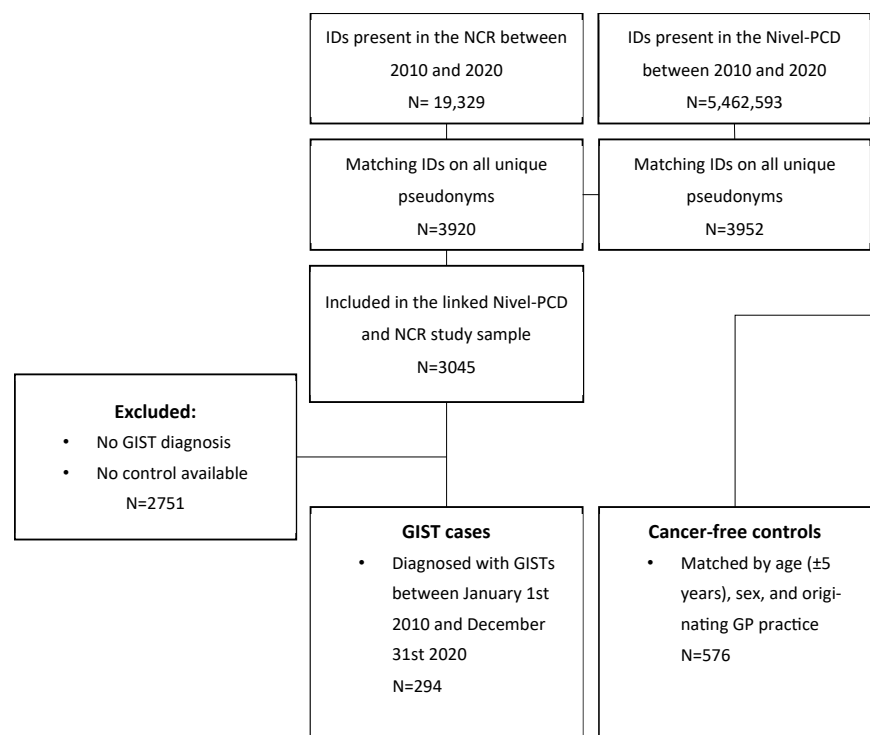 IDs present in the NCR between
2010 and 2020
N= 19,329
IDs present in the Nivel-PCD
between 2010 and 2020
N=5,462,593
Matching IDs on all unique
pseudonyms
N=3920
Matching IDs on all unique
pseudonyms
N=3952
Included in the linked Nivel-PCD
and NCR study sample
N=3045
Excluded:
• No GIST diagnosis
• No control available
N=2751
GIST cases
• Diagnosed with GISTs
between January 1st
2010 and December
31st 2020
N=294
Cancer-free controls
• Matched by age (±5
years), sex, and origi-
nating GP practice
N=576